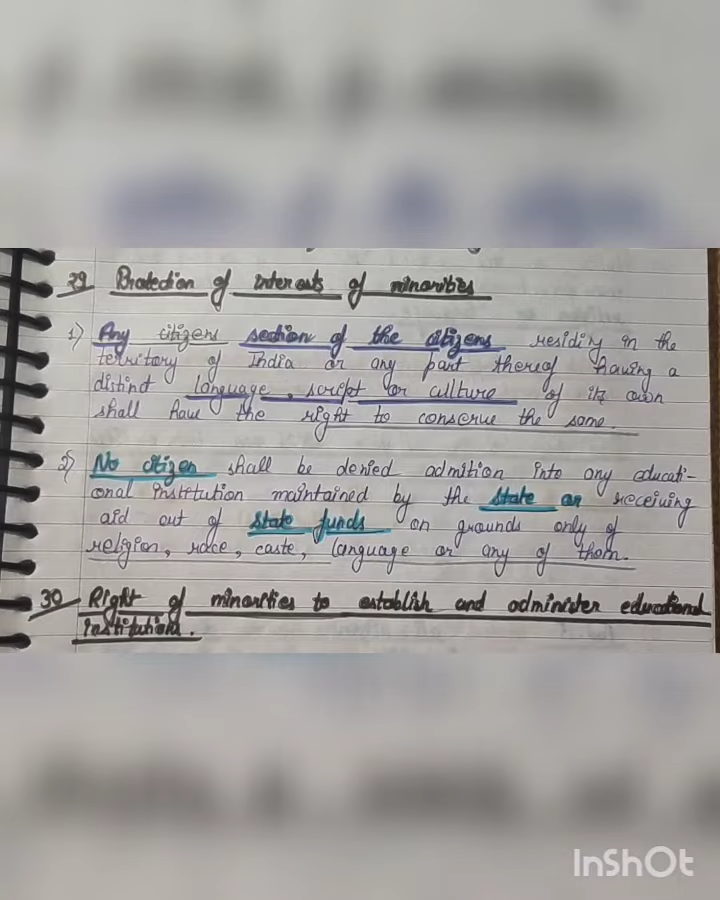 29 Protection of interests of minorities
1) Any citizens section of the citizens residing in the
territory of India or any part thereof having a
distinct language, script or culture of its own
shall have the right to conserve the same.
2) No citizen shall be denied admition into any educati-
onal institution maintained by the state or receiving
aid out of state funds on grounds only of
religion, race, caste, language or any of them.
30 Right of minorities to establish and administer educational
institutions.
InShOt